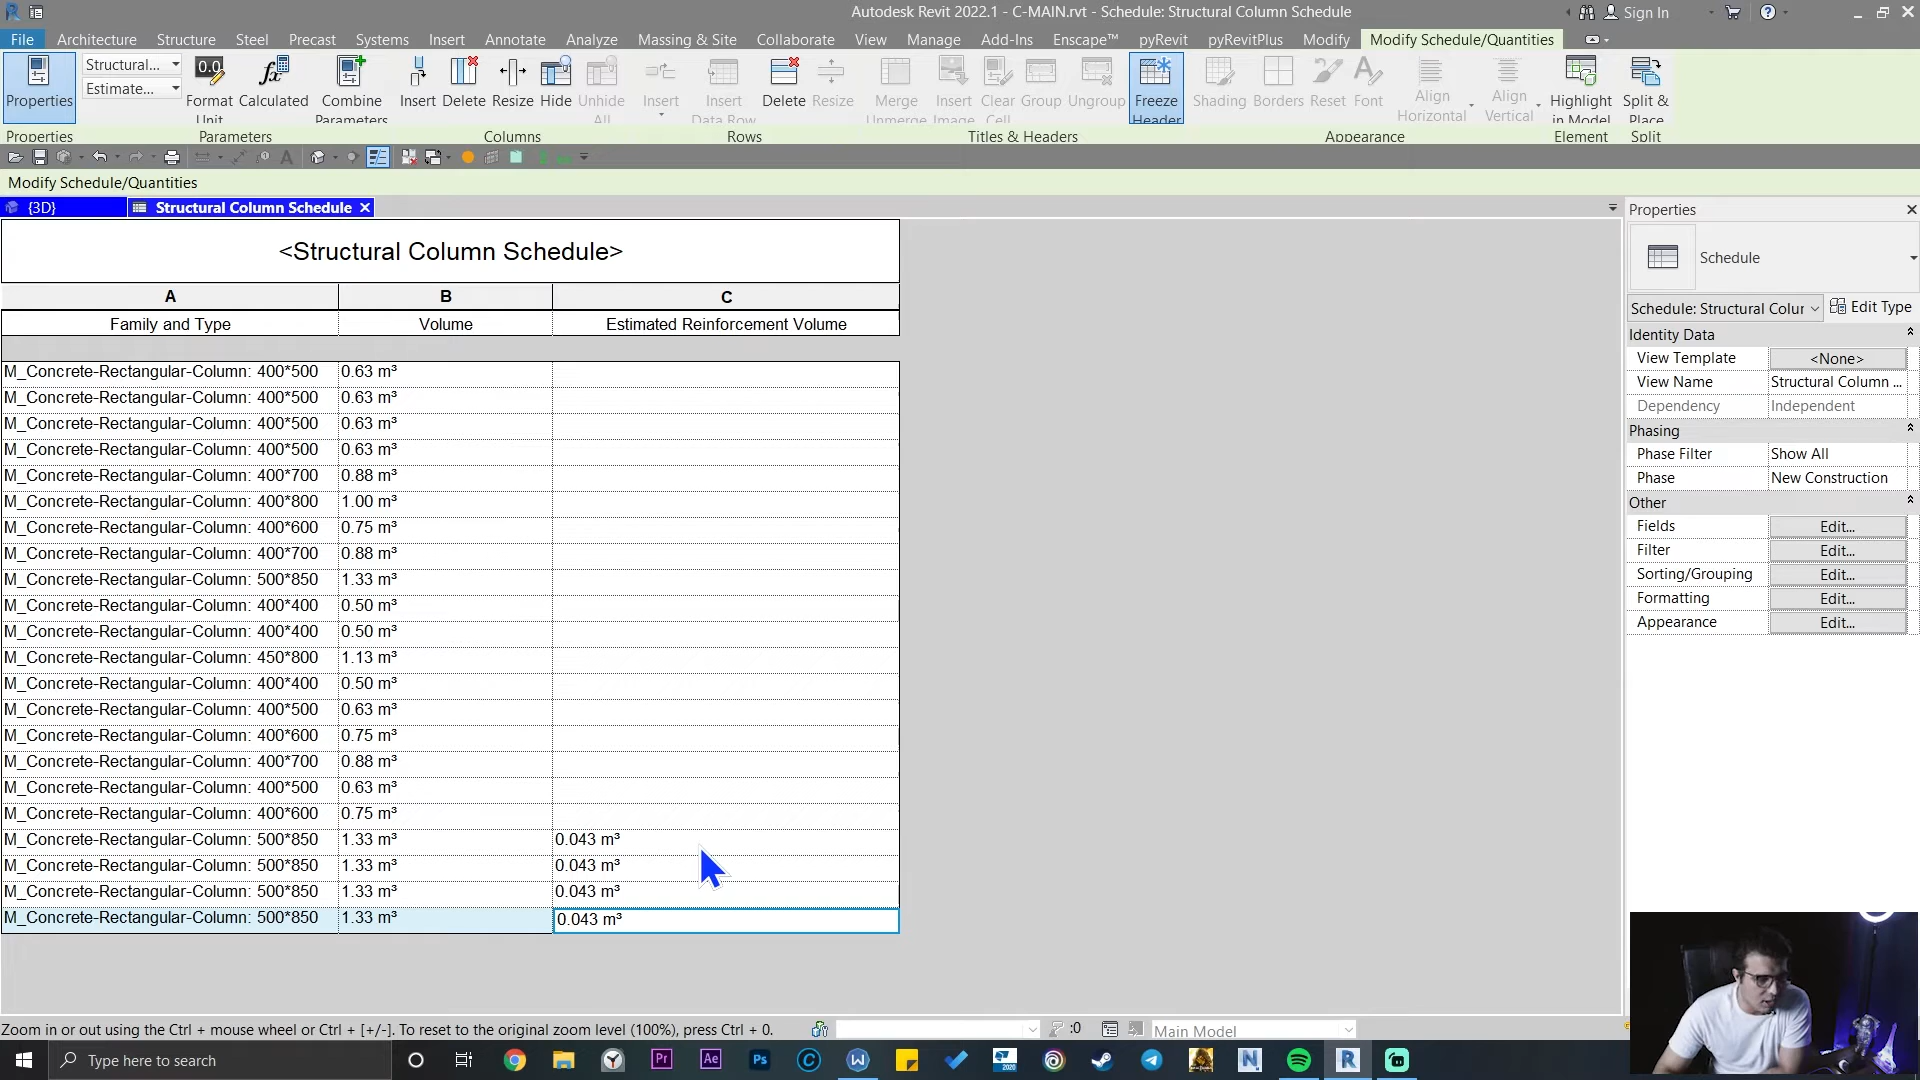 Autodesk Revit 2022.1 - C-MAIN.rvt - Schedule: Structural Column Schedule
Sign In
File Architecture Structure Steel Precast Systems Insert Annotate Analyze Massing & Site Collaborate View Manage Add-Ins Enscape™ pyRevit pyRevitPlus Modify Modify Schedule/Quantities
Structural...
Estimate...
Properties Format Calculated Combine Insert Delete Resize Hide Unhide Insert Insert Delete Resize Merge Insert Clear Group Ungroup Freeze Shading Borders Reset Font Align Align Highlight Split &
Unit Parameters All Data Row Unmerge Image Cell Header Horizontal Vertical in Model Place
Properties Parameters Columns Rows Titles & Headers Appearance Element Split
Modify Schedule/Quantities
{3D} Structural Column Schedule
<Structural Column Schedule>
A B C
Family and Type Volume Estimated Reinforcement Volume
M_Concrete-Rectangular-Column: 400*500 0.63 m³
M_Concrete-Rectangular-Column: 400*500 0.63 m³
M_Concrete-Rectangular-Column: 400*500 0.63 m³
M_Concrete-Rectangular-Column: 400*500 0.63 m³
M_Concrete-Rectangular-Column: 400*700 0.88 m³
M_Concrete-Rectangular-Column: 400*800 1.00 m³
M_Concrete-Rectangular-Column: 400*600 0.75 m³
M_Concrete-Rectangular-Column: 400*700 0.88 m³
M_Concrete-Rectangular-Column: 500*850 1.33 m³
M_Concrete-Rectangular-Column: 400*400 0.50 m³
M_Concrete-Rectangular-Column: 400*400 0.50 m³
M_Concrete-Rectangular-Column: 450*800 1.13 m³
M_Concrete-Rectangular-Column: 400*400 0.50 m³
M_Concrete-Rectangular-Column: 400*500 0.63 m³
M_Concrete-Rectangular-Column: 400*600 0.75 m³
M_Concrete-Rectangular-Column: 400*700 0.88 m³
M_Concrete-Rectangular-Column: 400*500 0.63 m³
M_Concrete-Rectangular-Column: 400*600 0.75 m³
M_Concrete-Rectangular-Column: 500*850 1.33 m³ 0.043 m³
M_Concrete-Rectangular-Column: 500*850 1.33 m³ 0.043 m³
M_Concrete-Rectangular-Column: 500*850 1.33 m³ 0.043 m³
M_Concrete-Rectangular-Column: 500*850 1.33 m³ 0.043 m³
Properties
Schedule
Schedule: Structural Colur Edit Type
Identity Data
View Template <None>
View Name Structural Column ...
Dependency Independent
Phasing
Phase Filter Show All
Phase New Construction
Other
Fields Edit...
Filter Edit...
Sorting/Grouping Edit...
Formatting Edit...
Appearance Edit...
Zoom in or out using the Ctrl + mouse wheel or Ctrl + [+/-]. To reset to the original zoom level (100%), press Ctrl + 0. :0 Main Model
Type here to search